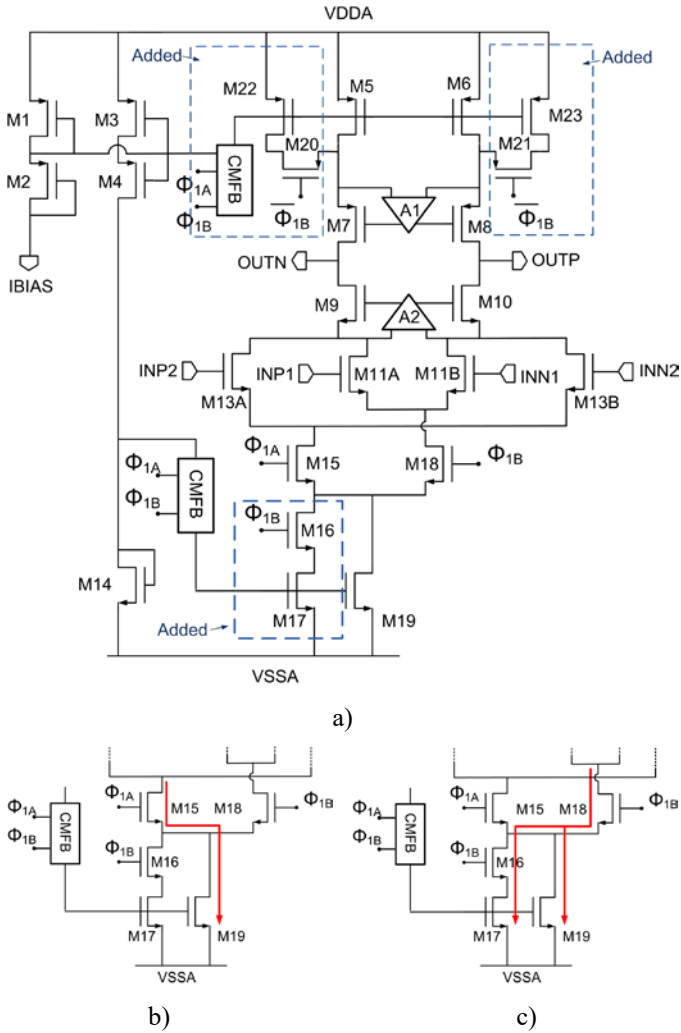 VDDA
Added
Added
M22
M5
M6
M1
M3
M20
M21
M23
M2
M4
CMFB
Φ1A
Φ1B
Φ1B
Φ1B
A1
M7
M8
OUTN
OUTP
IBIAS
M9
A2
M10
INP2
INP1
M11A
M11B
INN1
INN2
M13A
M13B
Φ1A
M15
M18
Φ1B
Φ1A
CMFB
Φ1B
Φ1B
M16
M14
M17
M19
Added
VSSA
a)
Φ1A
M15
M18
Φ1B
Φ1A
CMFB
Φ1B
Φ1B
M16
M17
M19
VSSA
b)
Φ1A
M15
M18
Φ1B
Φ1A
CMFB
Φ1B
Φ1B
M16
M17
M19
VSSA
c)